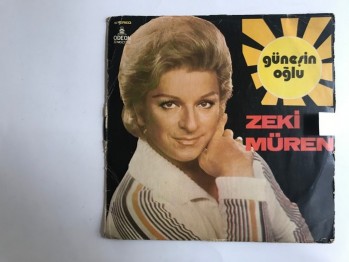 ODEON
güneşin
oğlu
ZEKİ
MÜREN